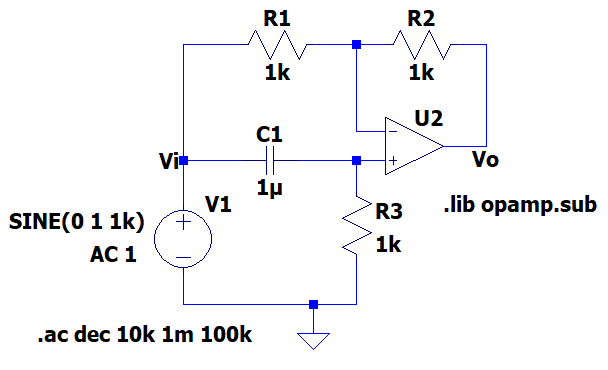 R1
R2
1k
1k
U2
C1
Vi
Vo
1µ
V1
R3
.lib opamp.sub
SINE(0 1 1k)
1k
AC 1
.ac dec 10k 1m 100k